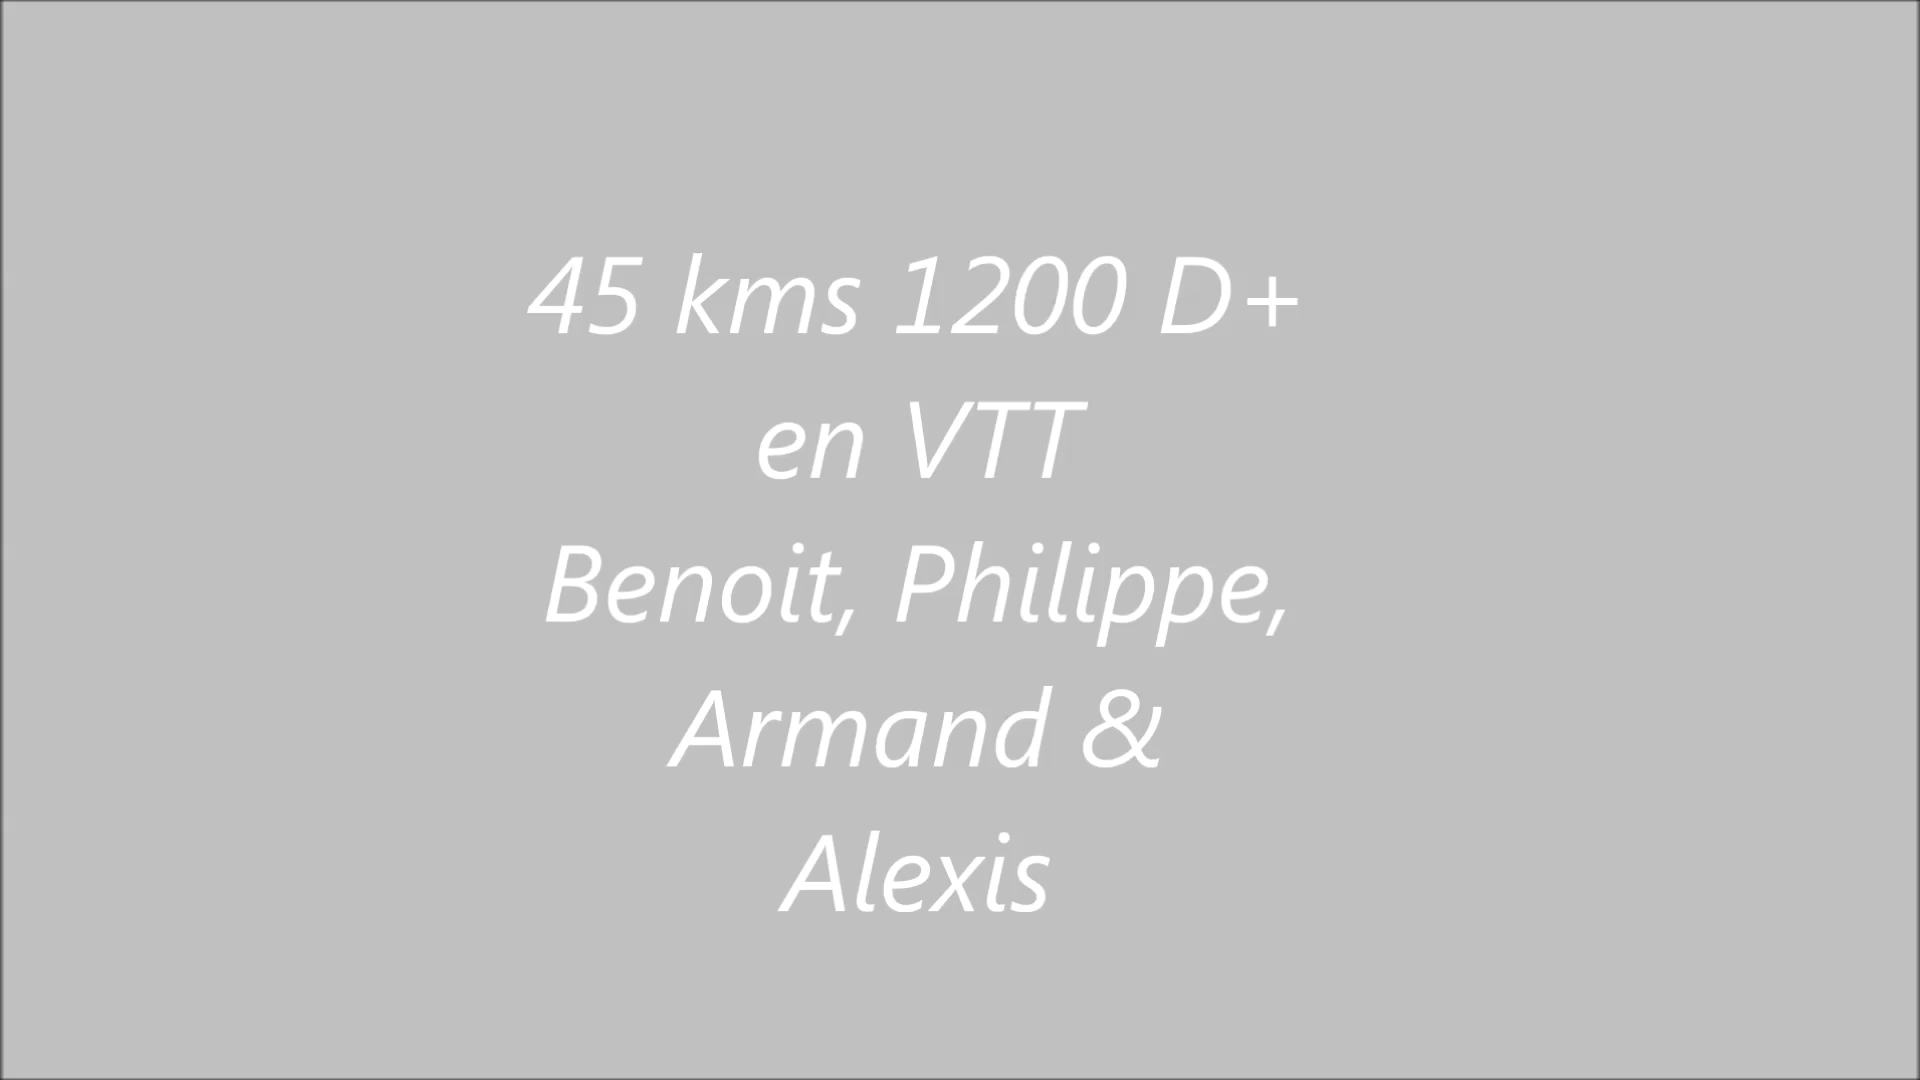 45 kms 1200 D+
en VTT
Benoit, Philippe,
Armand &
Alexis